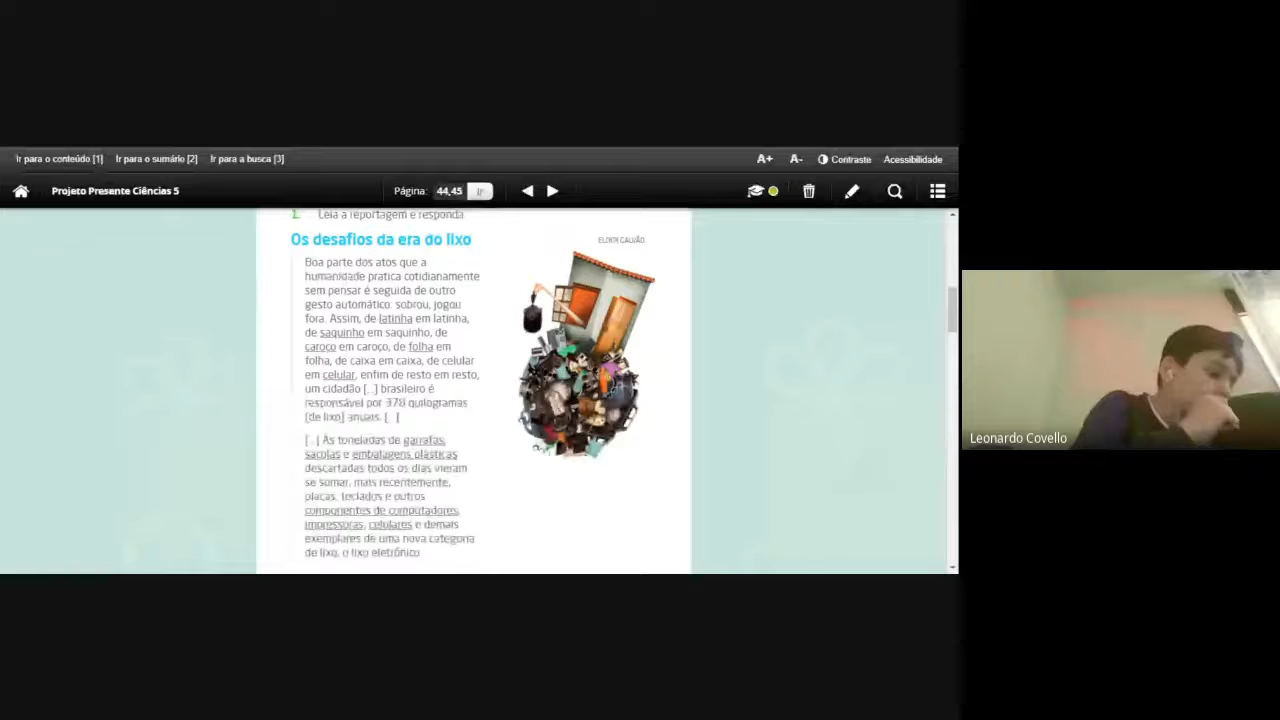 Ir para o conteúdo [1] Ir para o sumário [2] Ir para a busca [3] A+ A- Contraste Acessibilidade
Projeto Presente Ciências 5 Página: 44,45 Ir
1. Leia a reportagem e responda
Os desafios da era do lixo
ELDER GALVÃO
Boa parte dos atos que a
humanidade pratica cotidianamente
sem pensar é seguida de outro
gesto automático: sobrou, jogou
fora. Assim, de latinha em latinha,
de saquinho em saquinho, de
caroço em caroço, de folha em
folha, de caixa em caixa, de celular
em celular, enfim de resto em resto,
um cidadão [...] brasileiro é
responsável por 378 quilogramas
[de lixo] anuais. [...]
[...] Às toneladas de garrafas,
sacolas e embalagens plásticas
descartadas todos os dias vieram
se somar, mais recentemente,
placas, teclados e outros
componentes de computadores,
impressoras, celulares e demais
exemplares de uma nova categoria
de lixo, o lixo eletrônico
Leonardo Covello